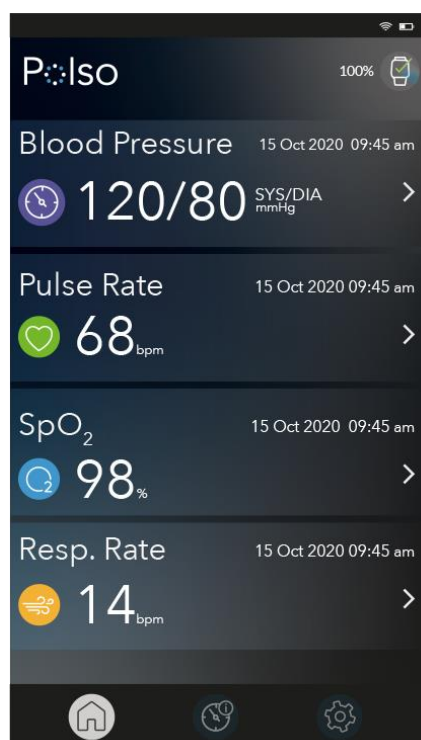 Polso
100%
Blood Pressure 15 Oct 2020 09:45 am
120/80 SYS/DIA
mmHg
Pulse Rate 15 Oct 2020 09:45 am
68 bpm
SpO₂ 15 Oct 2020 09:45 am
O₂ 98 %
Resp. Rate 15 Oct 2020 09:45 am
14 bpm